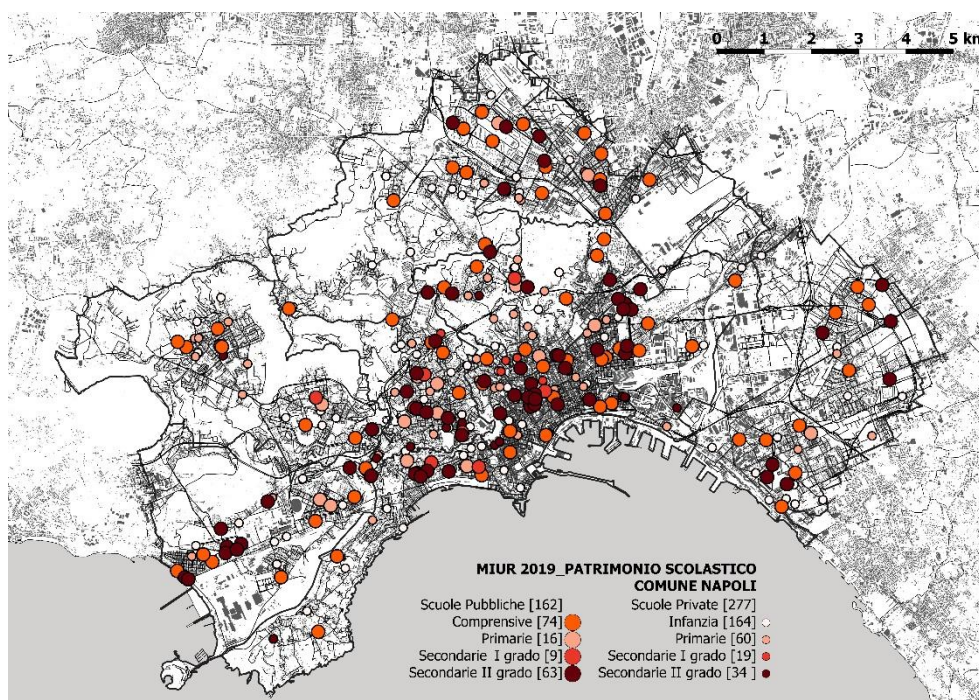 0 1 2 3 4 5 km
MIUR 2019_PATRIMONIO SCOLASTICO
COMUNE NAPOLI
Scuole Pubbliche [162]
Comprensive [74]
Primarie [16]
Secondarie I grado [9]
Secondarie II grado [63]
Scuole Private [277]
Infanzia [164]
Primarie [60]
Secondarie I grado [19]
Secondarie II grado [34 ]